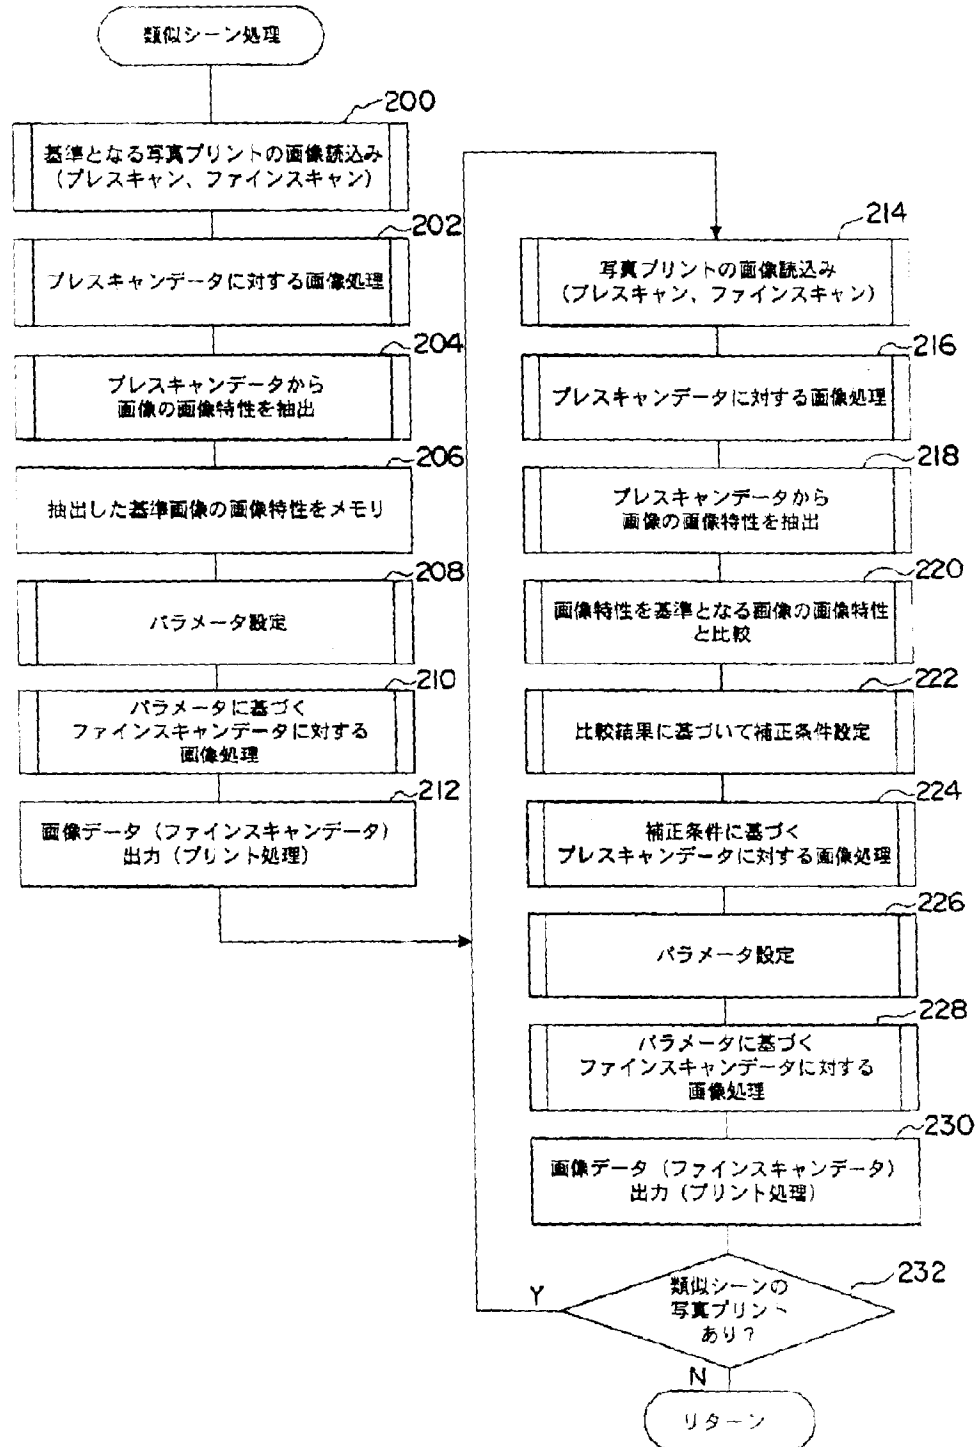 類似シーン処理
200
基準となる写真プリントの画像読込み
(プレスキャン、ファインスキャン)
202
プレスキャンデータに対する画像処理
204
プレスキャンデータから
画像の画像特性を抽出
206
抽出した基準画像の画像特性をメモリ
208
パラメータ設定
210
パラメータに基づく
ファインスキャンデータに対する
画像処理
212
画像データ(ファインスキャンデータ)
出力(プリント処理)
214
写真プリントの画像読込み
(プレスキャン、ファインスキャン)
216
プレスキャンデータに対する画像処理
218
プレスキャンデータから
画像の画像特性を抽出
220
画像特性を基準となる画像の画像特性
と比較
222
比較結果に基づいて補正条件設定
224
補正条件に基づく
プレスキャンデータに対する画像処理
226
パラメータ設定
228
パラメータに基づく
ファインスキャンデータに対する
画像処理
230
画像データ(ファインスキャンデータ)
出力(プリント処理)
232
類似シーンの
写真プリント
あり?
Y
N
リターン